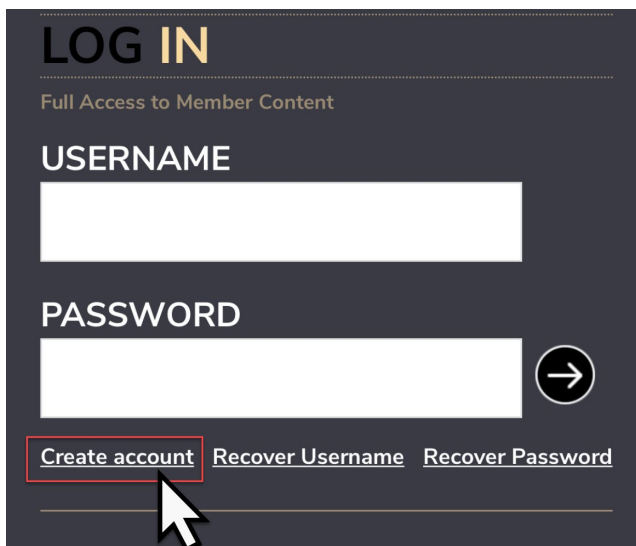 LOG IN
Full Access to Member Content
USERNAME
PASSWORD
Create account Recover Username Recover Password